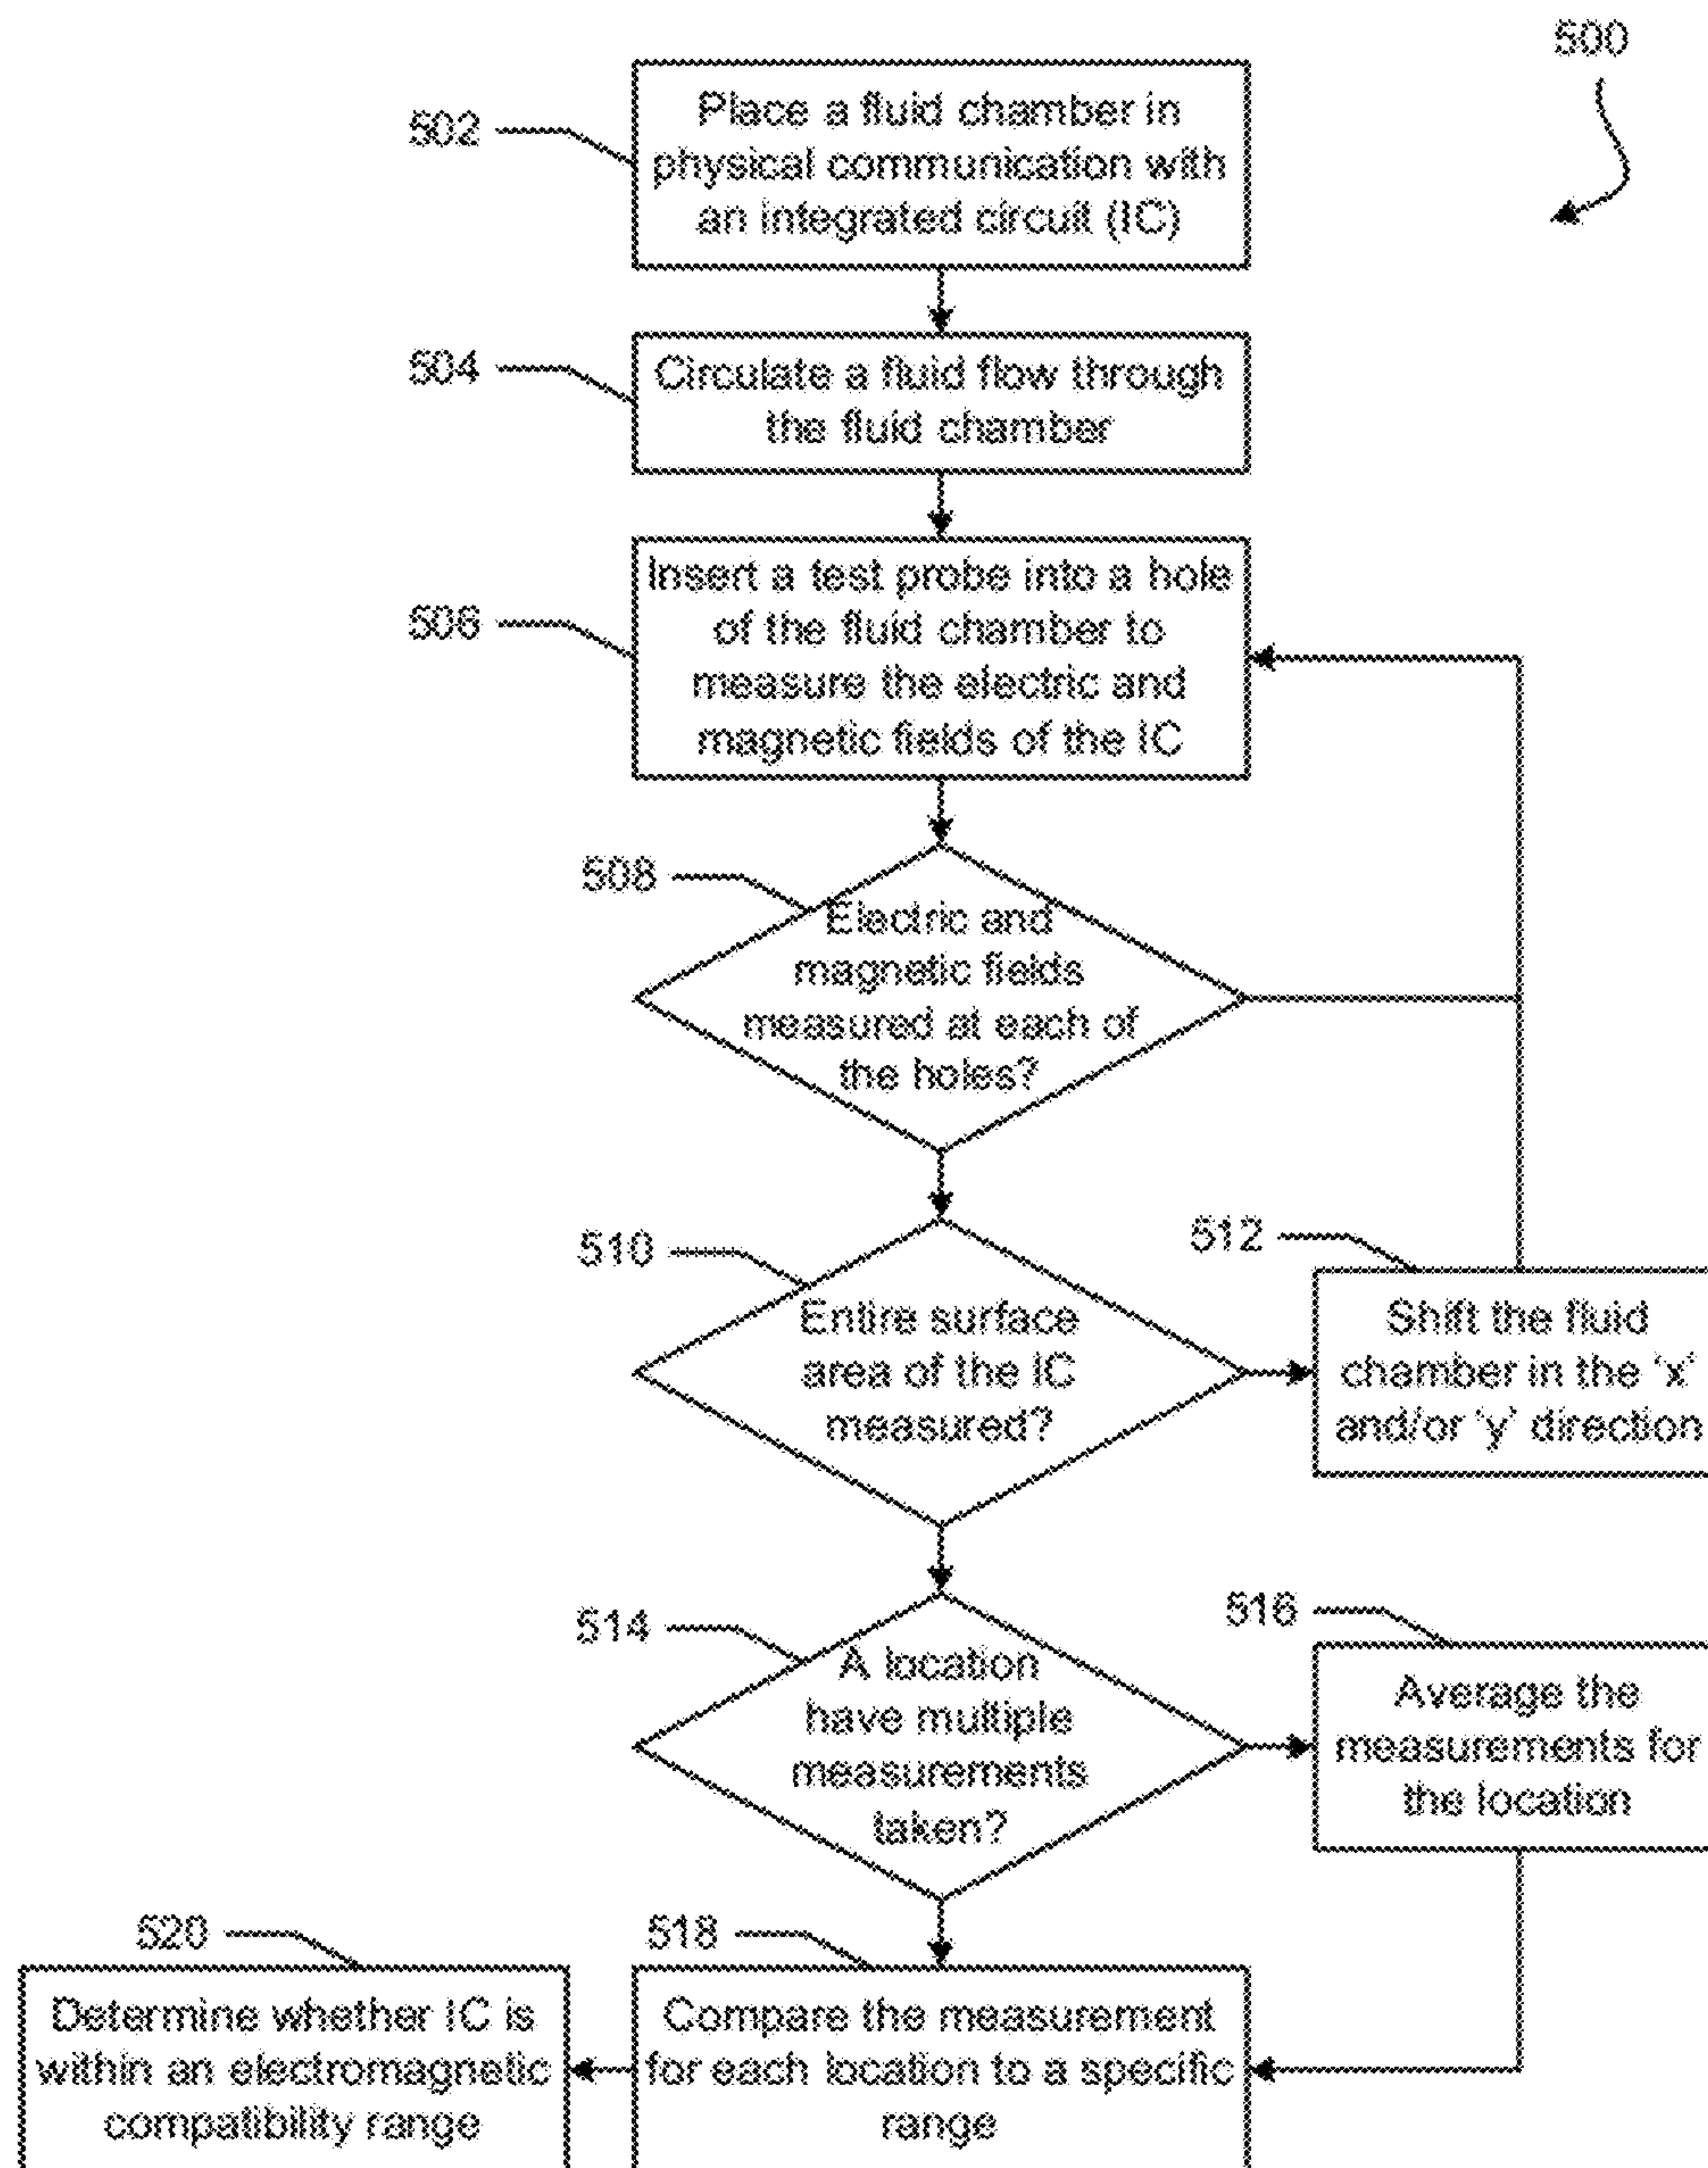 500
502
Place a fluid chamber in
physical communication with
an integrated circuit (IC)
504
Circulate a fluid flow through
the fluid chamber
506
Insert a test probe into a hole
of the fluid chamber to
measure the electric and
magnetic fields of the IC
508
Electric and
magnetic fields
measured at each of
the holes?
510
Entire surface
area of the IC
measured?
512
Shift the fluid
chamber in the 'x'
and/or 'y' direction
514
A location
have multiple
measurements
taken?
516
Average the
measurements for
the location
520
Determine whether IC is
within an electromagnetic
compatibility range
518
Compare the measurement
for each location to a specific
range